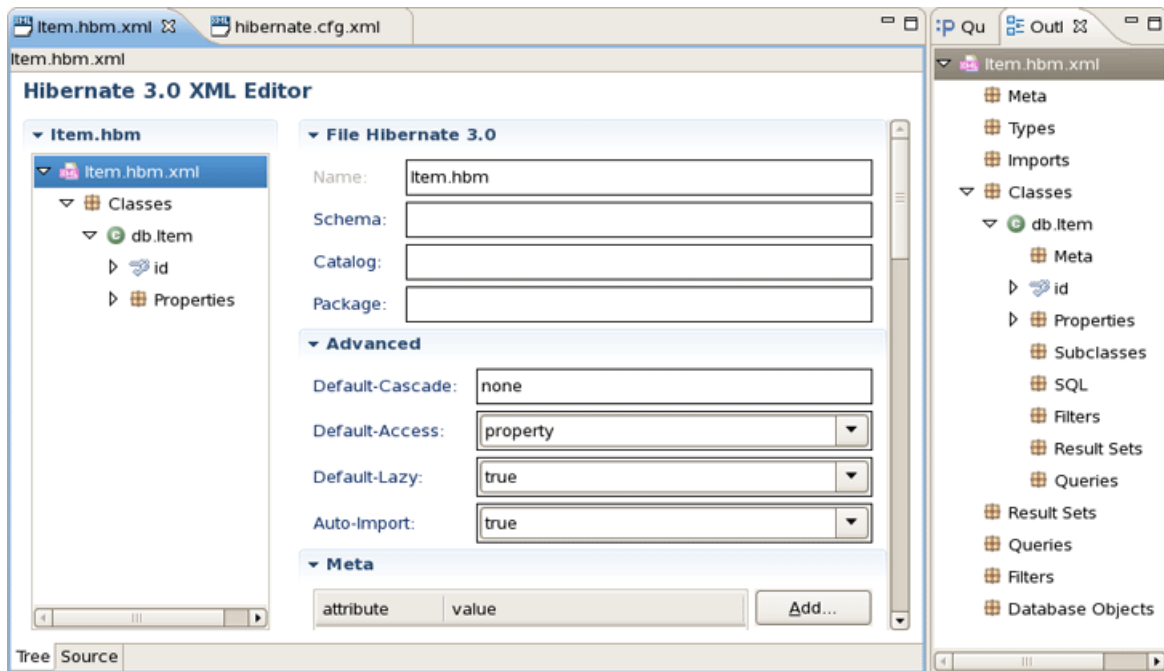 Item.hbm.xml
hibernate.cfg.xml
Item.hbm.xml
Hibernate 3.0 XML Editor
Item.hbm
Item.hbm.xml
Classes
db.Item
id
Properties
File Hibernate 3.0
Name: Item.hbm
Schema:
Catalog:
Package:
Advanced
Default-Cascade: none
Default-Access: property
Default-Lazy: true
Auto-Import: true
Meta
attribute value Add...
Tree Source
:P Qu Outl
Item.hbm.xml
Meta
Types
Imports
Classes
db.Item
Meta
id
Properties
Subclasses
SQL
Filters
Result Sets
Queries
Result Sets
Queries
Filters
Database Objects